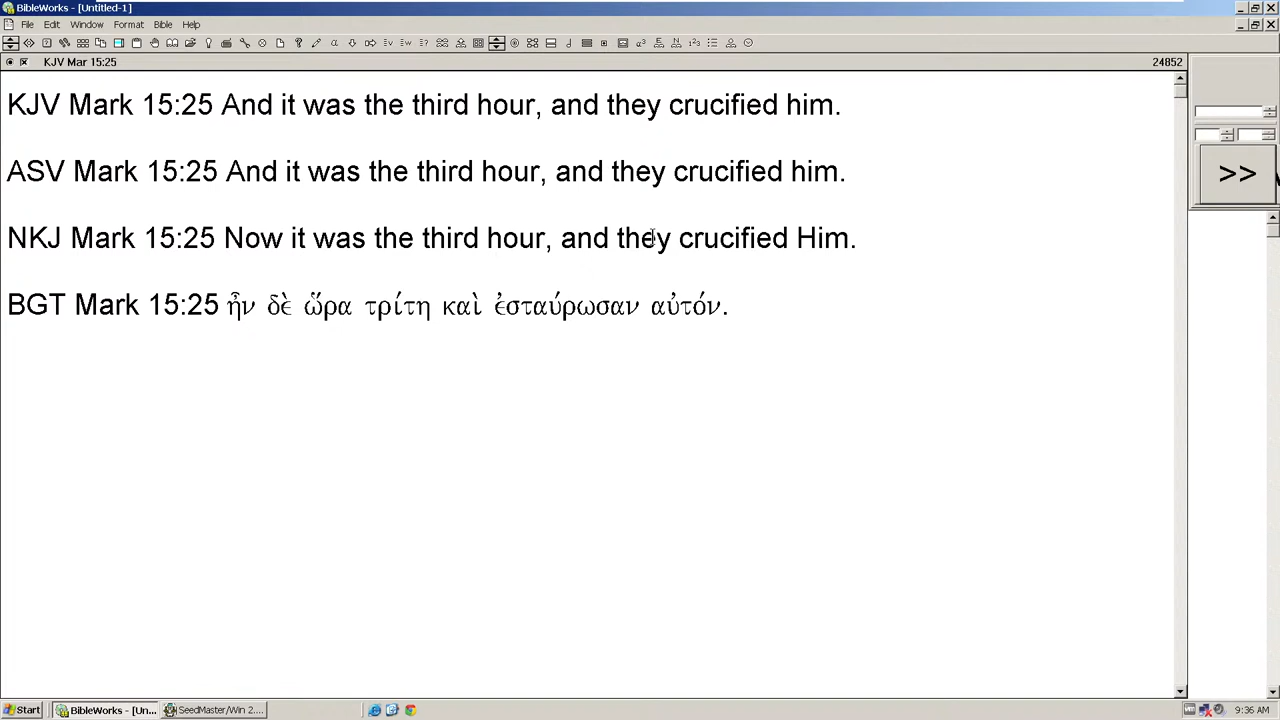 BibleWorks - [Untitled-1]
File Edit Window Format Bible Help
KJV Mar 15:25 24852
KJV Mark 15:25 And it was the third hour, and they crucified him.
ASV Mark 15:25 And it was the third hour, and they crucified him.
>>
NKJ Mark 15:25 Now it was the third hour, and they crucified Him.
BGT Mark 15:25 ἦν δὲ ὥρα τρίτη καὶ ἐσταύρωσαν αὐτόν.
Start BibleWorks - [Un... SeedMaster/Win 2.... 9:36 AM